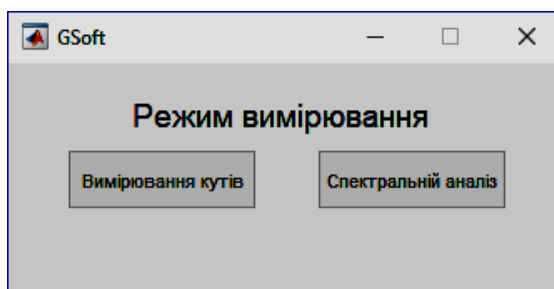 GSoft
Режим вимірювання
Вимірювання кутів
Спектральній аналіз